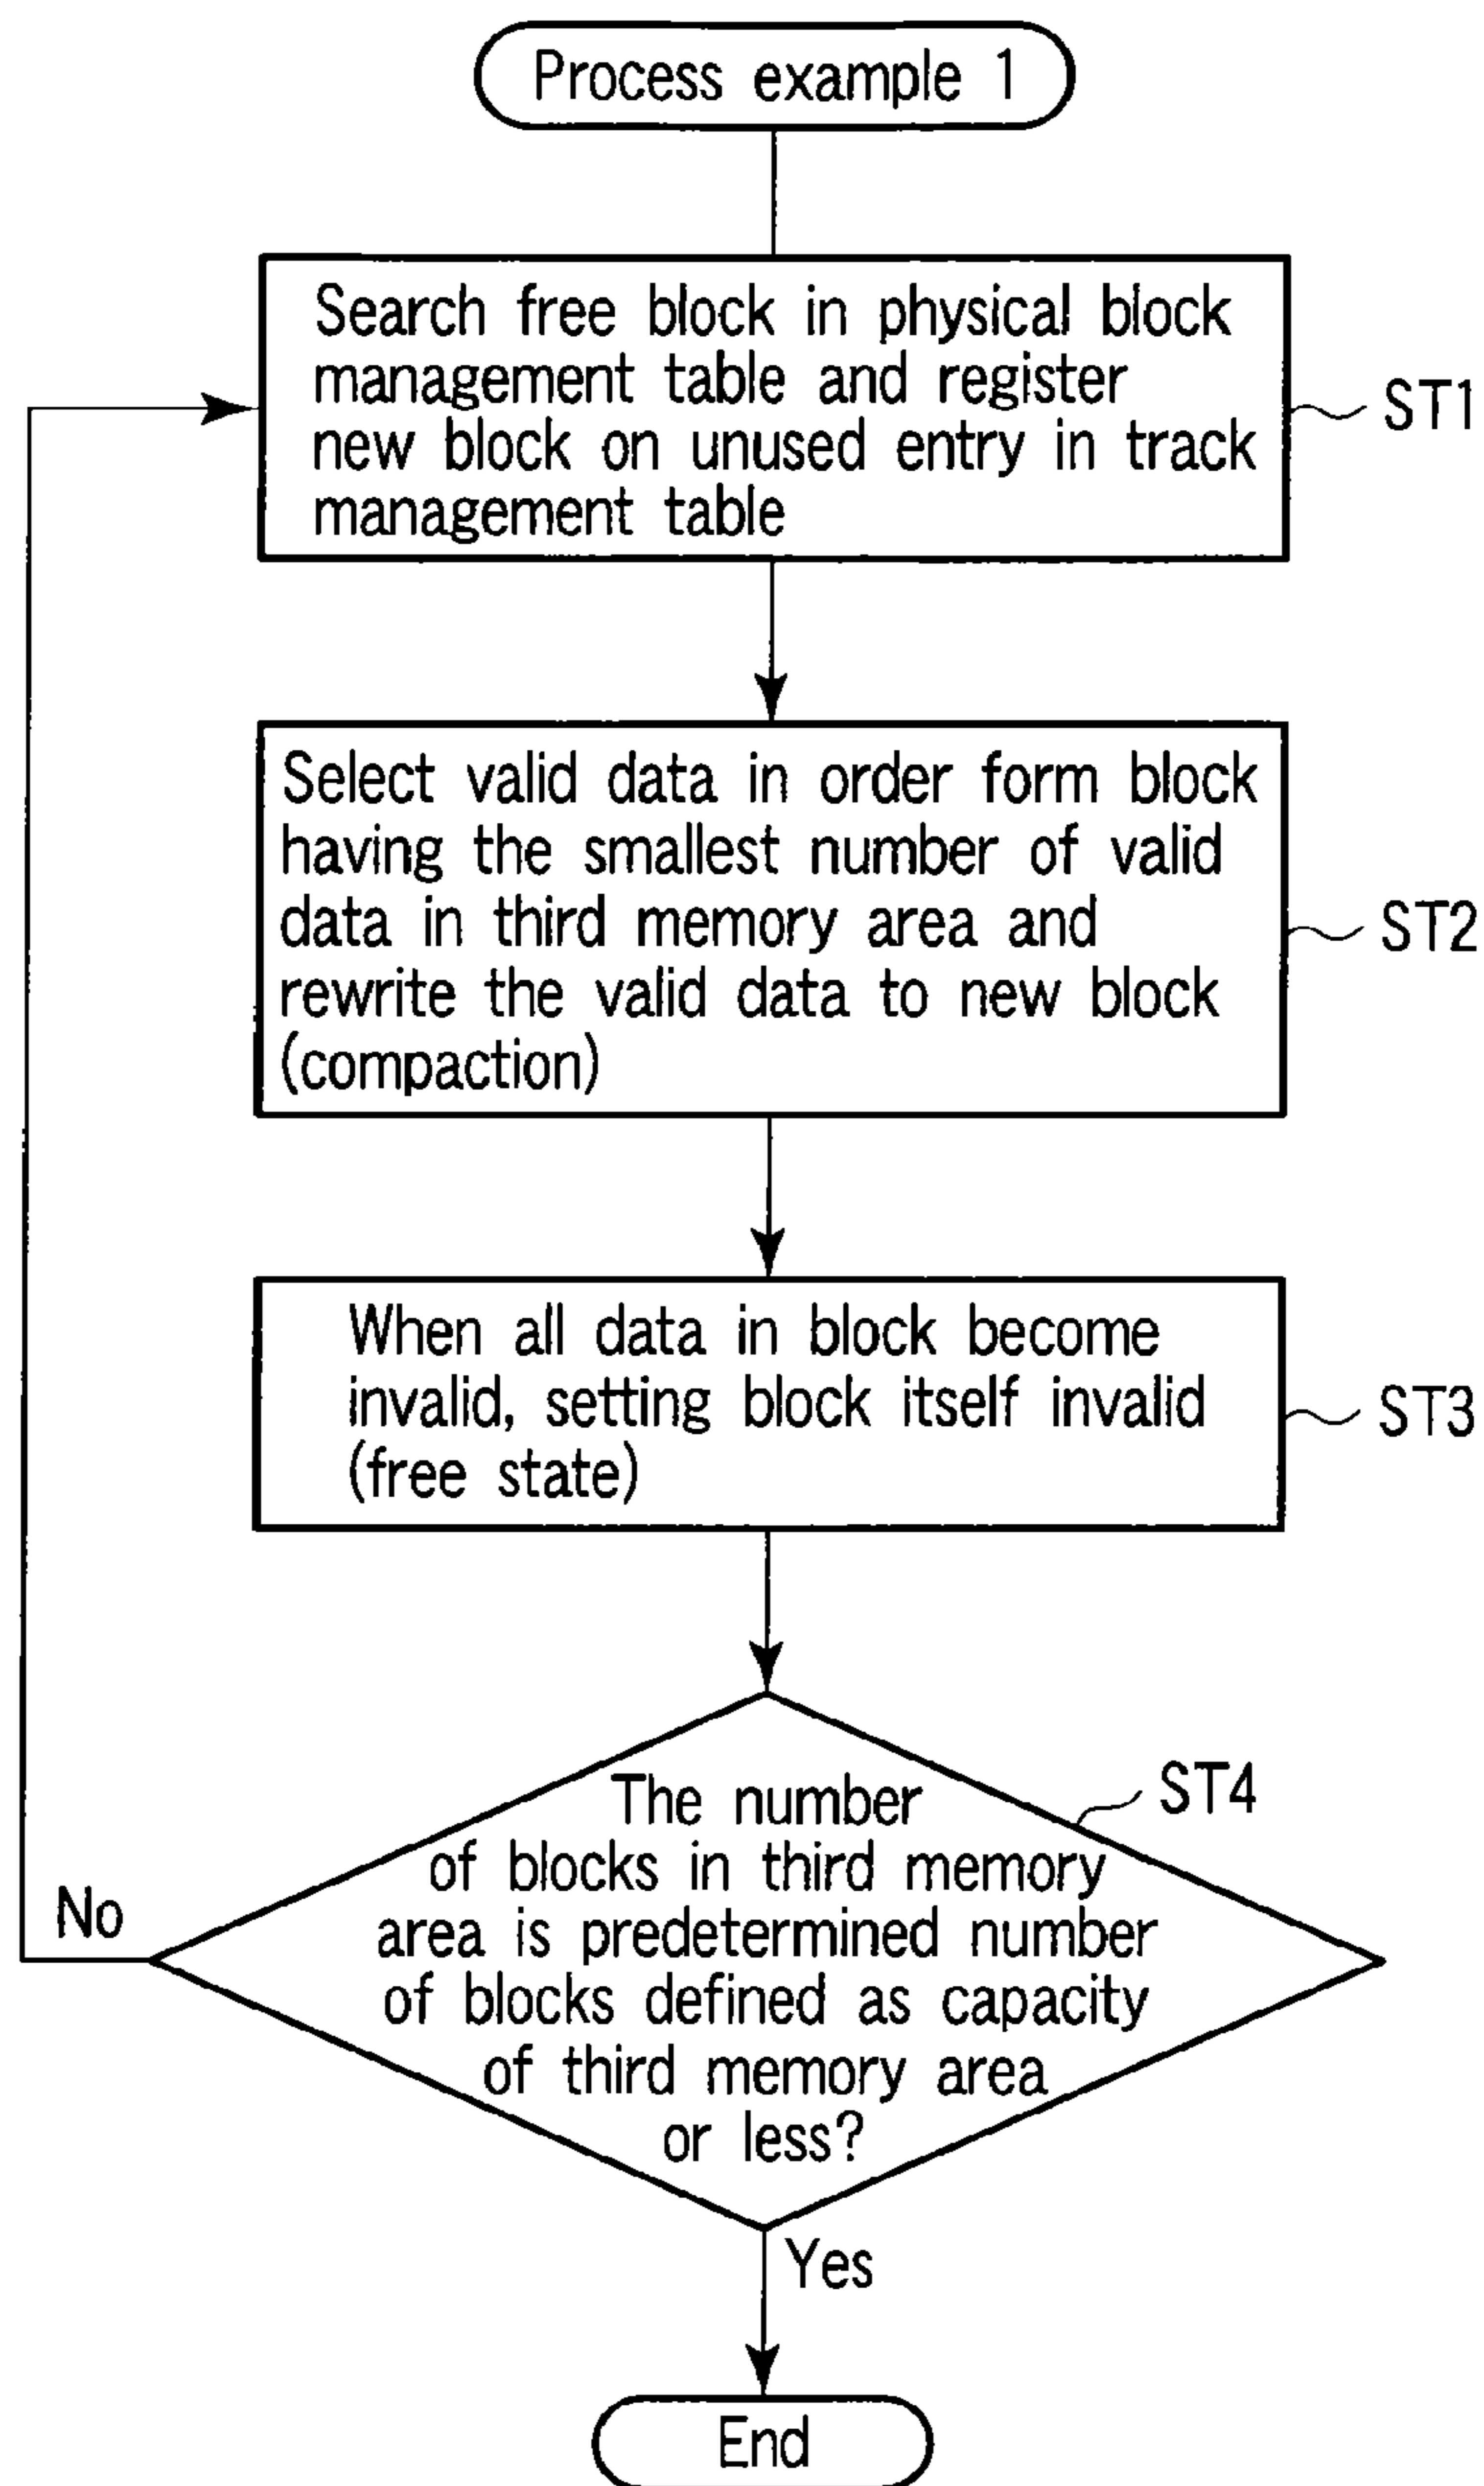 Process example 1
Search free block in physical block
management table and register
new block on unused entry in track
management table
ST1
Select valid data in order form block
having the smallest number of valid
data in third memory area and
rewrite the valid data to new block
(compaction)
ST2
When all data in block become
invalid, setting block itself invalid
(free state)
ST3
The number
of blocks in third memory
area is predetermined number
of blocks defined as capacity
of third memory area
or less?
ST4
No
Yes
End